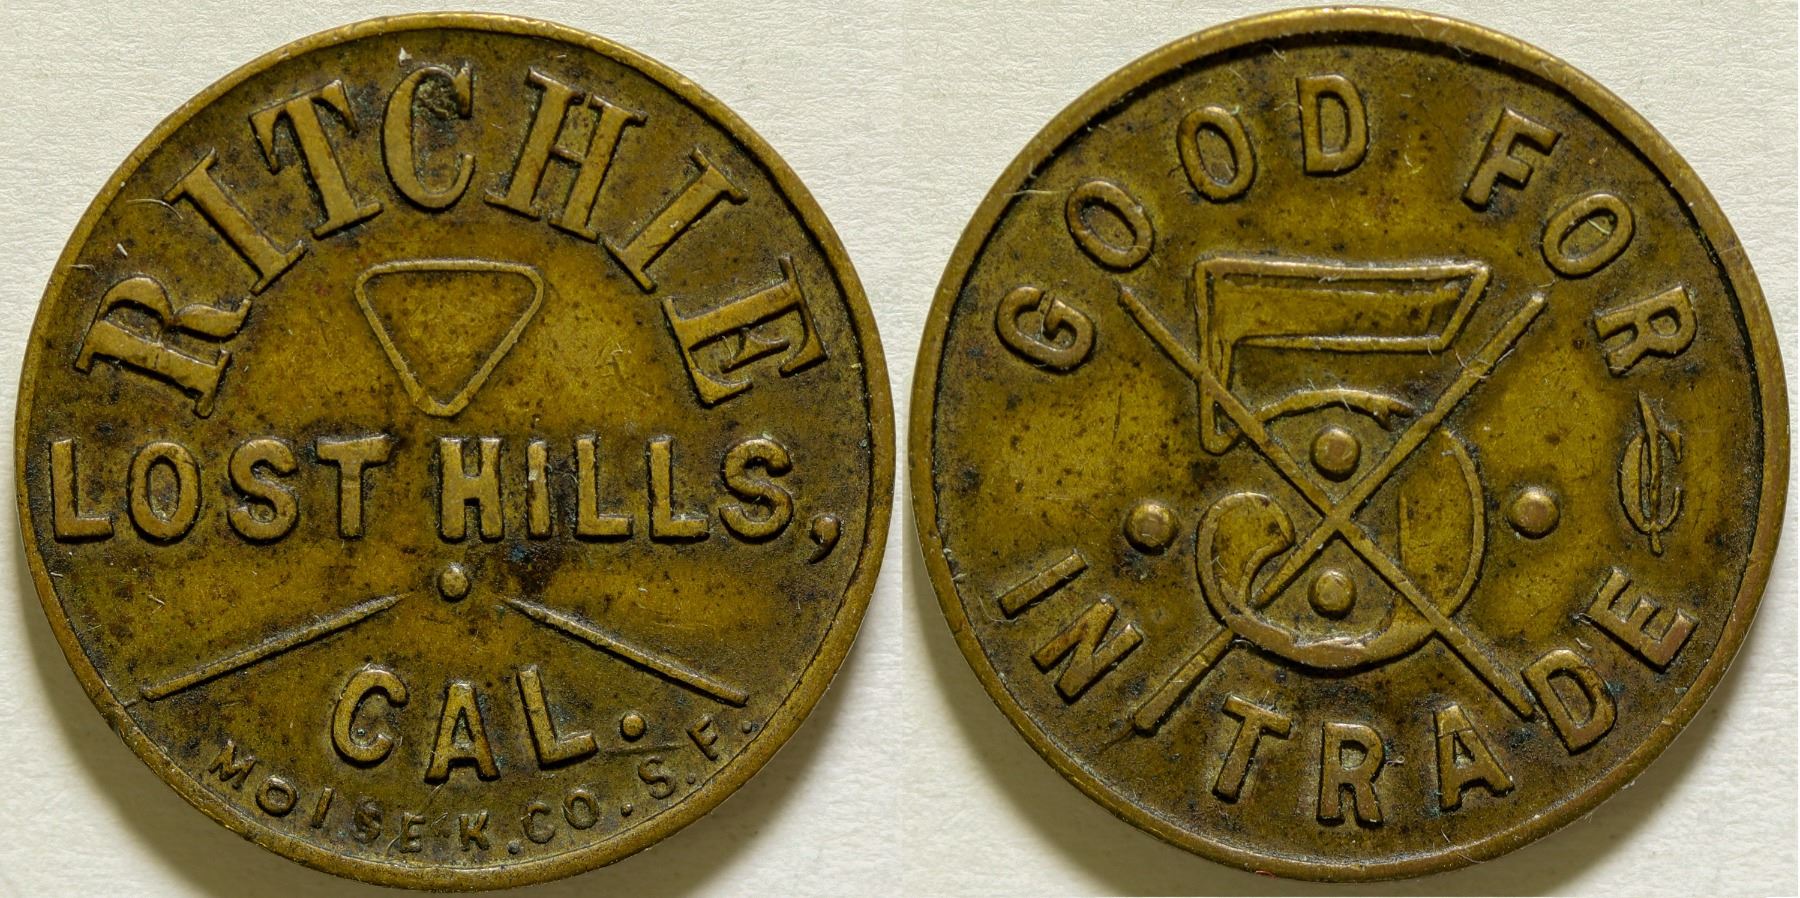 RITCHIE
LOST HILLS,
CAL.
MOISE K. CO. S. F.
GOOD FOR
5¢
IN TRADE